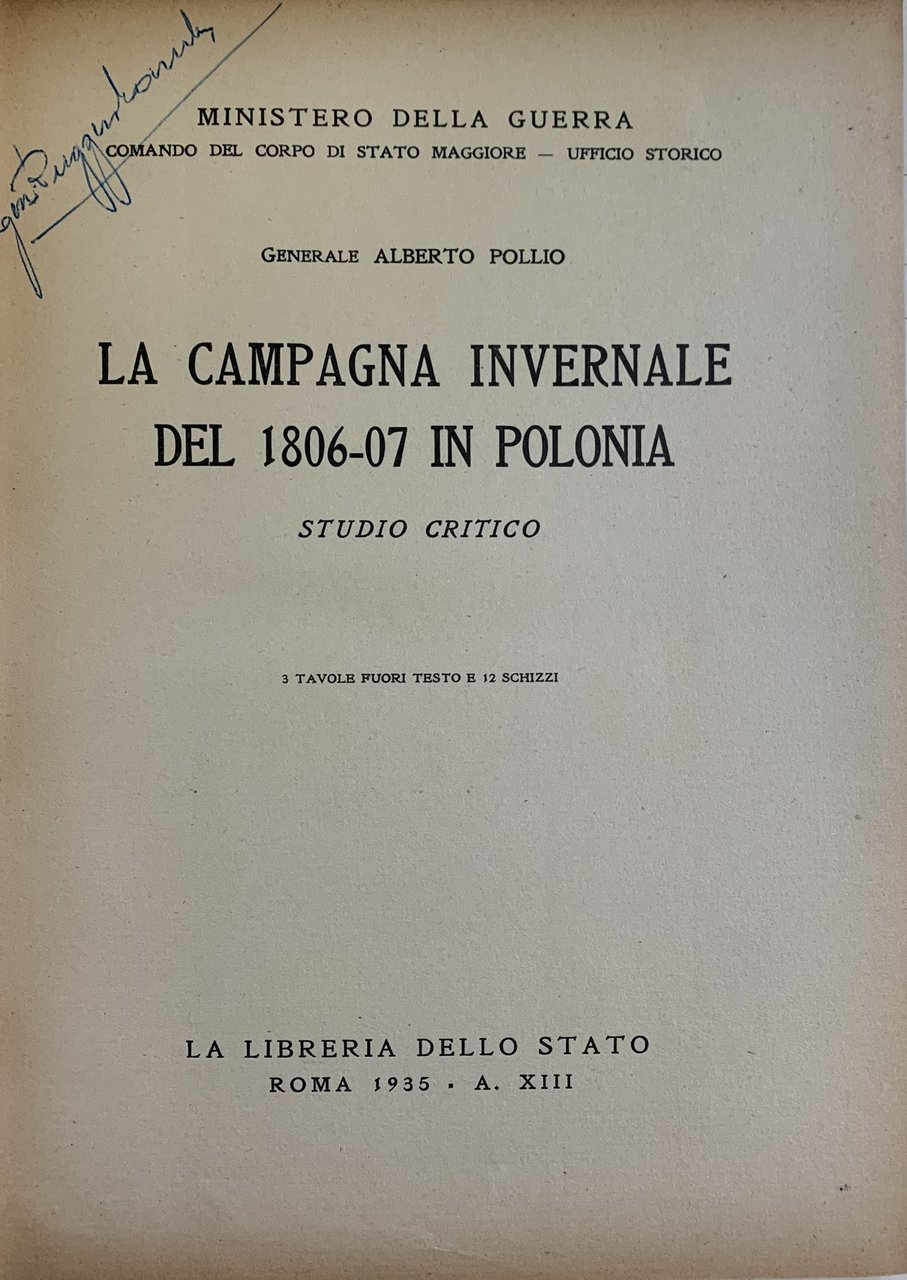 MINISTERO DELLA GUERRA
COMANDO DEL CORPO DI STATO MAGGIORE — UFFICIO STORICO
GENERALE ALBERTO POLLIO
LA CAMPAGNA INVERNALE
DEL 1806-07 IN POLONIA
STUDIO CRITICO
3 TAVOLE FUORI TESTO E 12 SCHIZZI
LA LIBRERIA DELLO STATO
ROMA 1935 · A. XIII